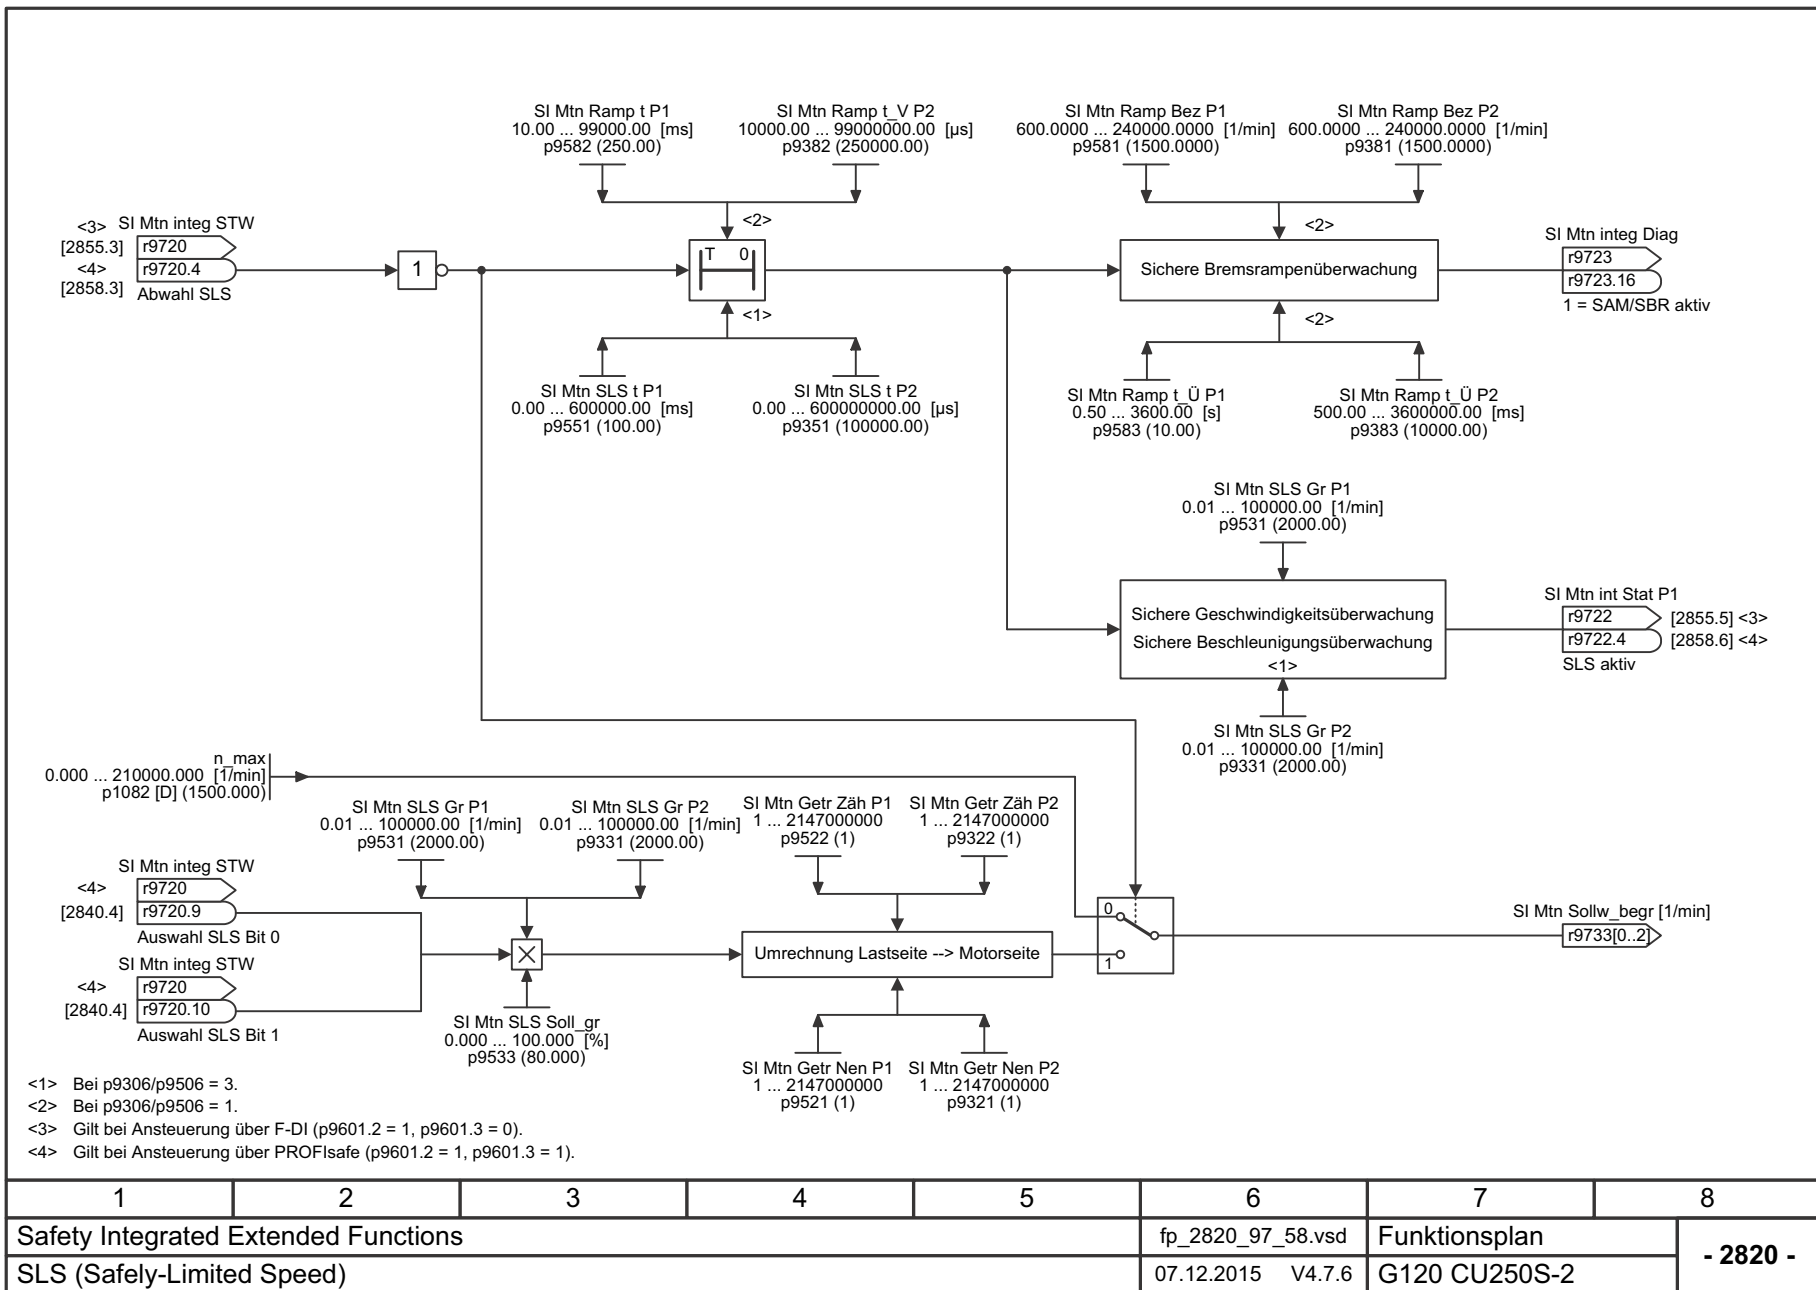 SI Mtn Ramp t P1
10.00 ... 99000.00 [ms]
p9582 (250.00)
SI Mtn Ramp t_V P2
10000.00 ... 99000000.00 [µs]
p9382 (250000.00)
SI Mtn Ramp Bez P1
600.0000 ... 240000.0000 [1/min]
p9581 (1500.0000)
SI Mtn Ramp Bez P2
600.0000 ... 240000.0000 [1/min]
p9381 (1500.0000)
<3> SI Mtn integ STW
[2855.3] r9720
<4> r9720.4
[2858.3] Abwahl SLS
1
<2>
T 0
<1>
<2>
Sichere Bremsrampenüberwachung
<2>
SI Mtn integ Diag
r9723
r9723.16
1 = SAM/SBR aktiv
SI Mtn SLS t P1
0.00 ... 600000.00 [ms]
p9551 (100.00)
SI Mtn SLS t P2
0.00 ... 600000000.00 [µs]
p9351 (100000.00)
SI Mtn Ramp t_Ü P1
0.50 ... 3600.00 [s]
p9583 (10.00)
SI Mtn Ramp t_Ü P2
500.00 ... 3600000.00 [ms]
p9383 (10000.00)
SI Mtn SLS Gr P1
0.01 ... 100000.00 [1/min]
p9531 (2000.00)
Sichere Geschwindigkeitsüberwachung
Sichere Beschleunigungsüberwachung
<1>
SI Mtn int Stat P1
r9722 [2855.5] <3>
r9722.4 [2858.6] <4>
SLS aktiv
SI Mtn SLS Gr P2
0.01 ... 100000.00 [1/min]
p9331 (2000.00)
n_max
0.000 ... 210000.000 [1/min]
p1082 [D] (1500.000)
SI Mtn SLS Gr P1
0.01 ... 100000.00 [1/min]
p9531 (2000.00)
SI Mtn SLS Gr P2
0.01 ... 100000.00 [1/min]
p9331 (2000.00)
SI Mtn Getr Zäh P1
1 ... 2147000000
p9522 (1)
SI Mtn Getr Zäh P2
1 ... 2147000000
p9322 (1)
SI Mtn integ STW
<4> r9720
[2840.4] r9720.9
Auswahl SLS Bit 0
SI Mtn integ STW
<4> r9720
[2840.4] r9720.10
Auswahl SLS Bit 1
Umrechnung Lastseite --> Motorseite
0
1
SI Mtn Sollw_begr [1/min]
r9733[0..2]
SI Mtn SLS Soll_gr
0.000 ... 100.000 [%]
p9533 (80.000)
SI Mtn Getr Nen P1
1 ... 2147000000
p9521 (1)
SI Mtn Getr Nen P2
1 ... 2147000000
p9321 (1)
<1> Bei p9306/p9506 = 3.
<2> Bei p9306/p9506 = 1.
<3> Gilt bei Ansteuerung über F-DI (p9601.2 = 1, p9601.3 = 0).
<4> Gilt bei Ansteuerung über PROFIsafe (p9601.2 = 1, p9601.3 = 1).
1 2 3 4 5 6 7 8
Safety Integrated Extended Functions fp_2820_97_58.vsd Funktionsplan
- 2820 -
SLS (Safely-Limited Speed) 07.12.2015 V4.7.6 G120 CU250S-2